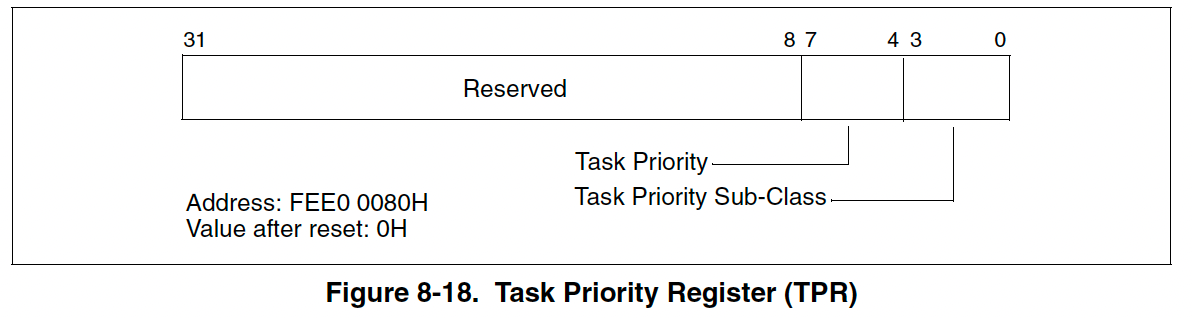 31 8 7 4 3 0
Reserved
Task Priority
Task Priority Sub-Class
Address: FEE0 0080H
Value after reset: 0H
Figure 8-18. Task Priority Register (TPR)